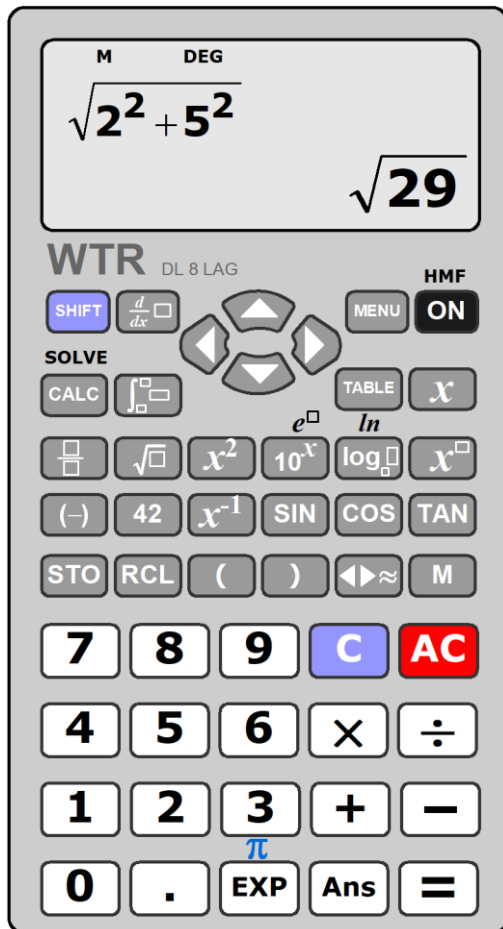 M DEG
√2² + 5²
√29
WTR DL 8 LAG
HMF
SHIFT d/dx□ MENU ON
SOLVE
CALC ∫□□□ TABLE x
e□ ln
□/□ √□ x² 10ˣ log□□ x□
(−) 42 x⁻¹ SIN COS TAN
STO RCL ( ) ◀▶≈ M
7 8 9 C AC
4 5 6 × ÷
1 2 3 + −
π
0 . EXP Ans =